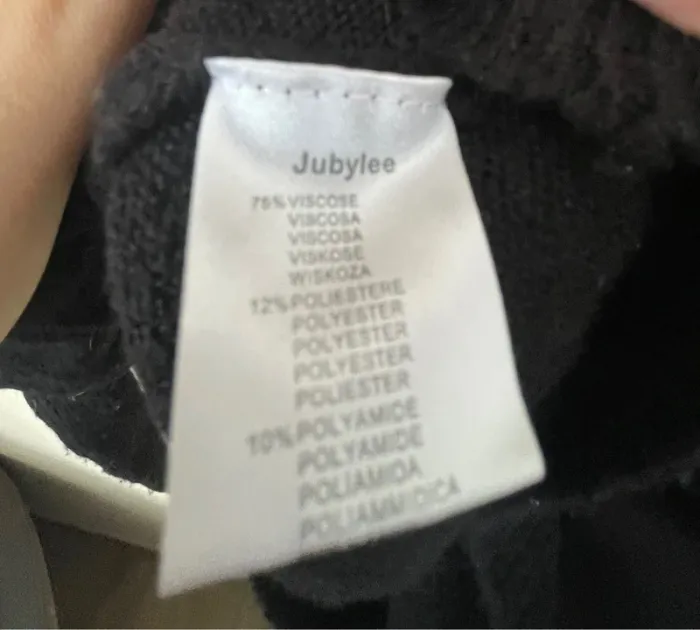 Jubylee
75%VISCOSE
VISCOSA
VISCOSA
VISKOSE
WISKOZA
12%POLIESTERE
POLYESTER
POLYESTER
POLYESTER
POLIESTER
10%POLYAMIDE
POLYAMIDE
POLIAMIDA